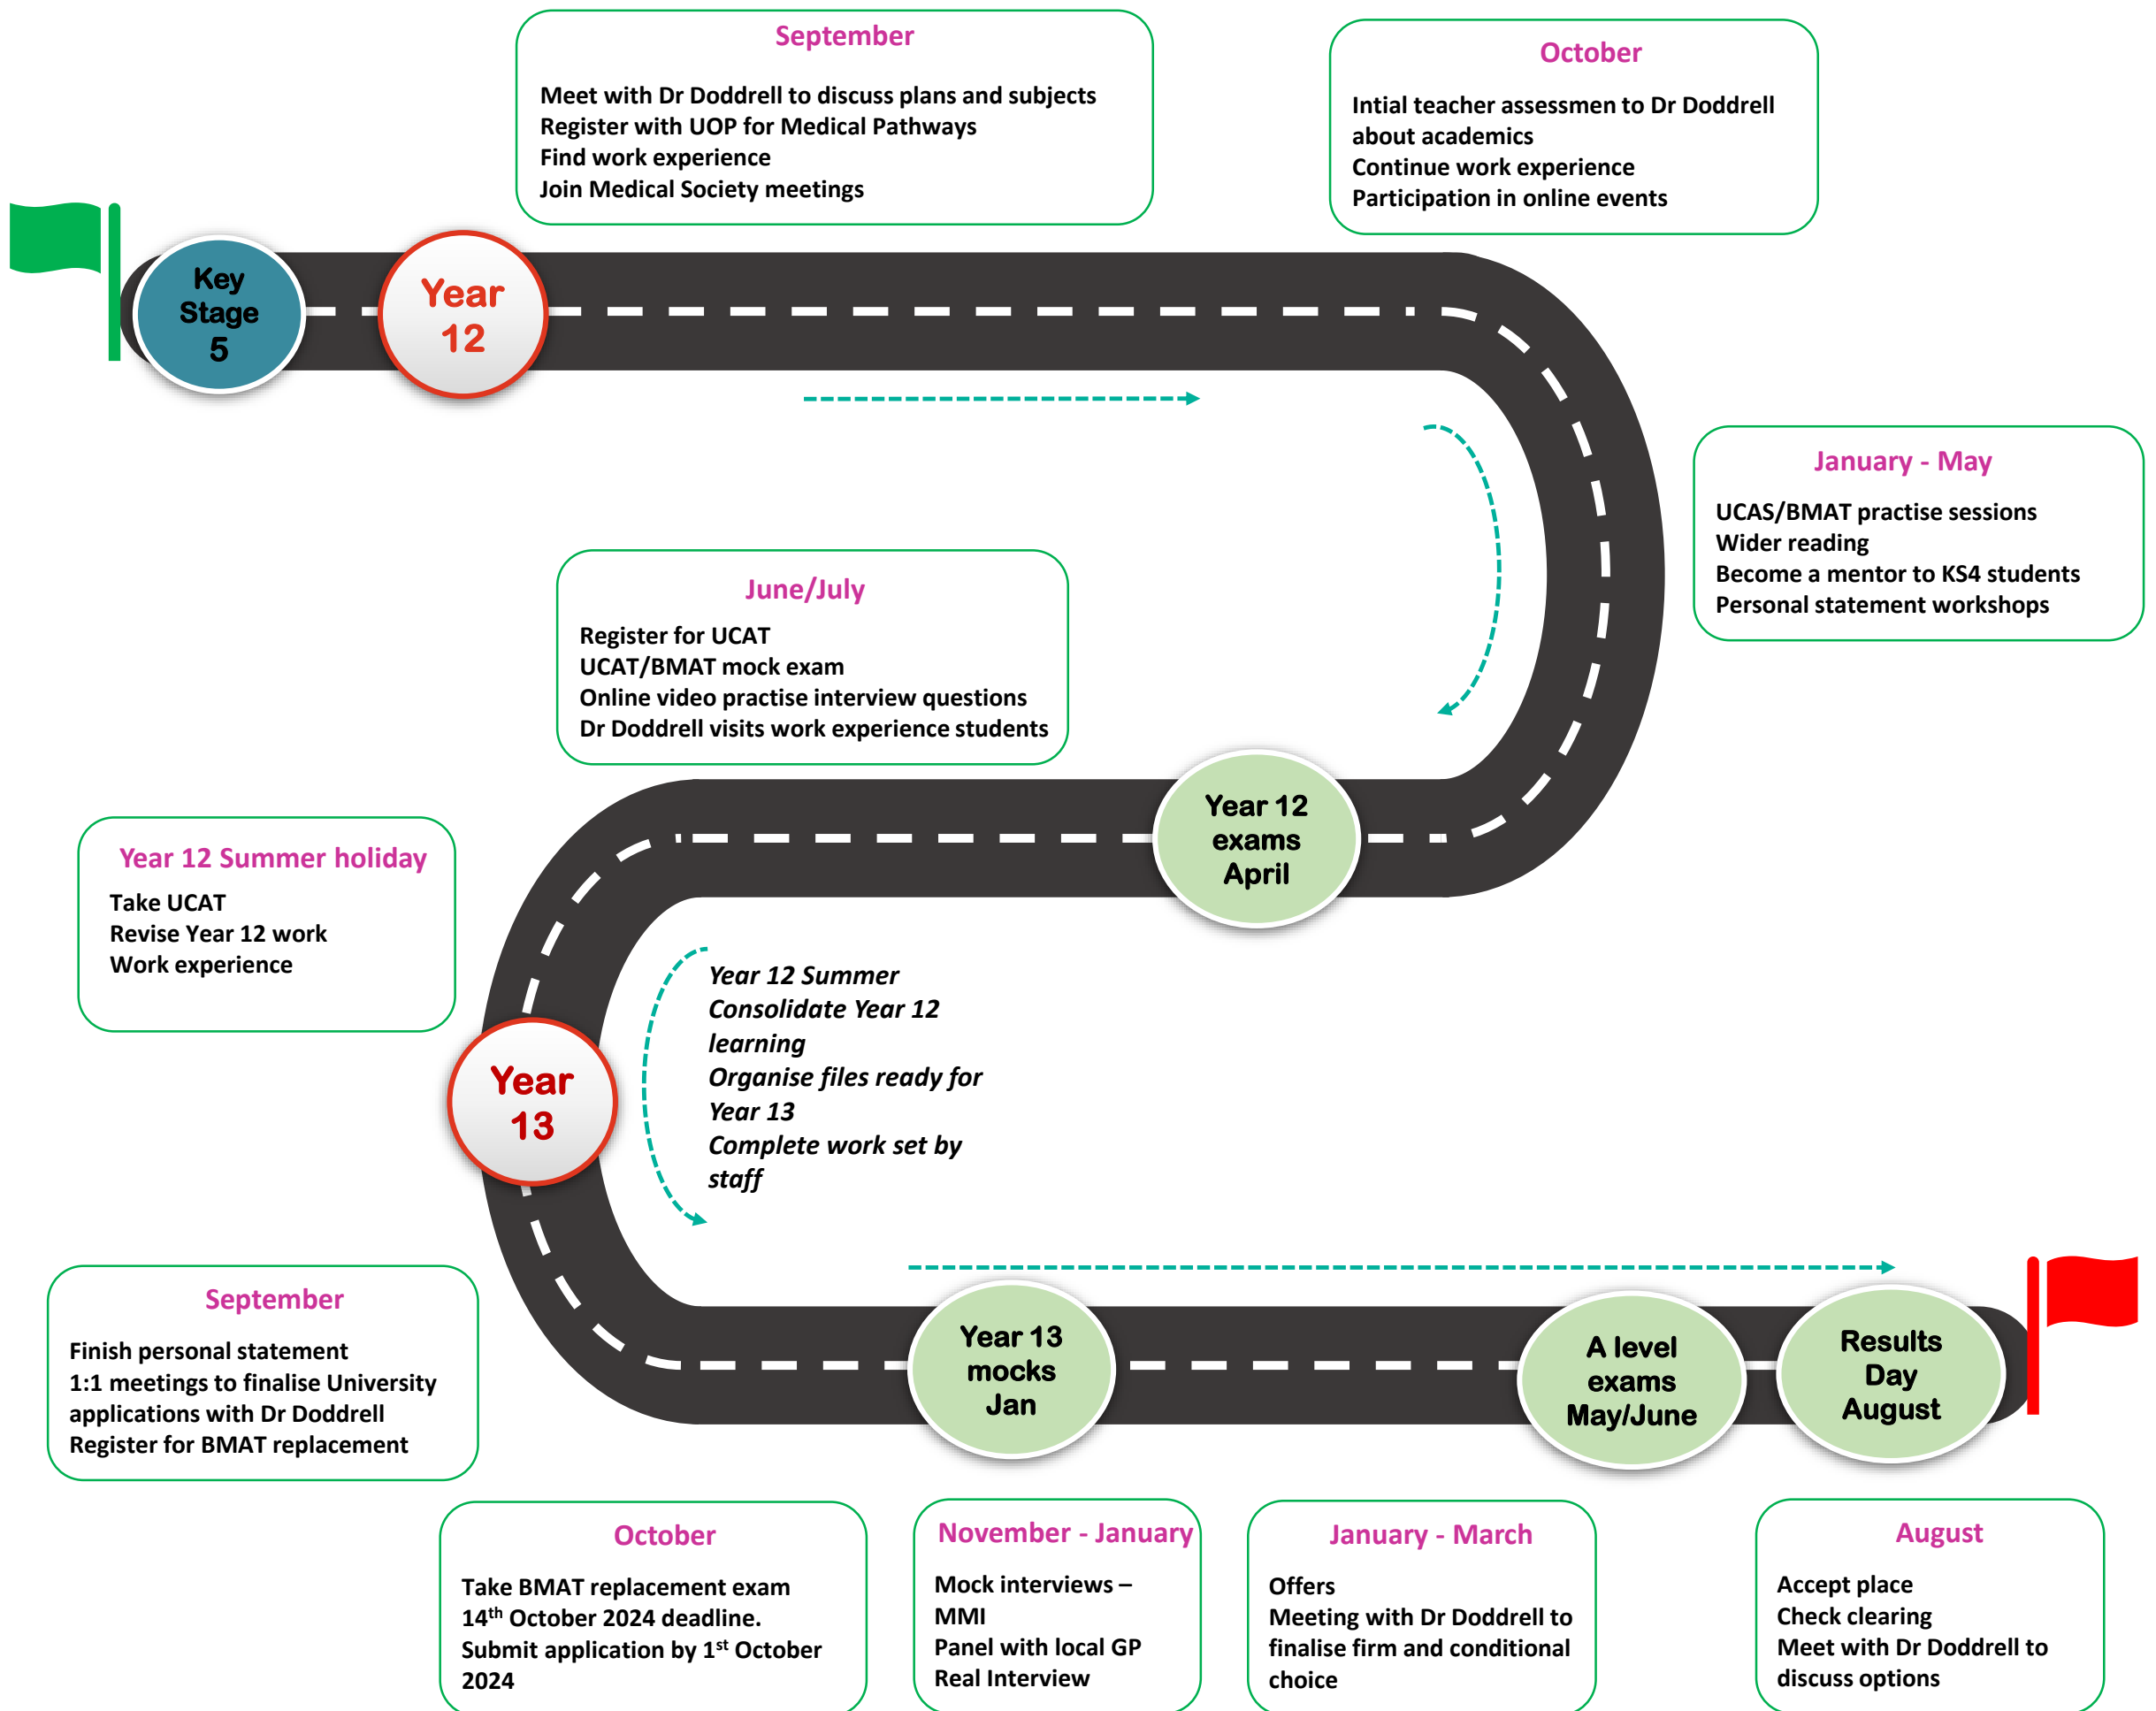 September
Meet with Dr Doddrell to discuss plans and subjects
Register with UOP for Medical Pathways
Find work experience
Join Medical Society meetings
October
Intial teacher assessmen to Dr Doddrell
about academics
Continue work experience
Participation in online events
Key
Stage
5
Year
12
January - May
UCAS/BMAT practise sessions
Wider reading
Become a mentor to KS4 students
Personal statement workshops
June/July
Register for UCAT
UCAT/BMAT mock exam
Online video practise interview questions
Dr Doddrell visits work experience students
Year 12
exams
April
Year 12 Summer holiday
Take UCAT
Revise Year 12 work
Work experience
Year 12 Summer
Consolidate Year 12
learning
Organise files ready for
Year 13
Complete work set by
staff
Year
13
September
Finish personal statement
1:1 meetings to finalise University
applications with Dr Doddrell
Register for BMAT replacement
Year 13
mocks
Jan
A level
exams
May/June
Results
Day
August
October
Take BMAT replacement exam
14th October 2024 deadline.
Submit application by 1st October
2024
November - January
Mock interviews –
MMI
Panel with local GP
Real Interview
January - March
Offers
Meeting with Dr Doddrell to
finalise firm and conditional
choice
August
Accept place
Check clearing
Meet with Dr Doddrell to
discuss options